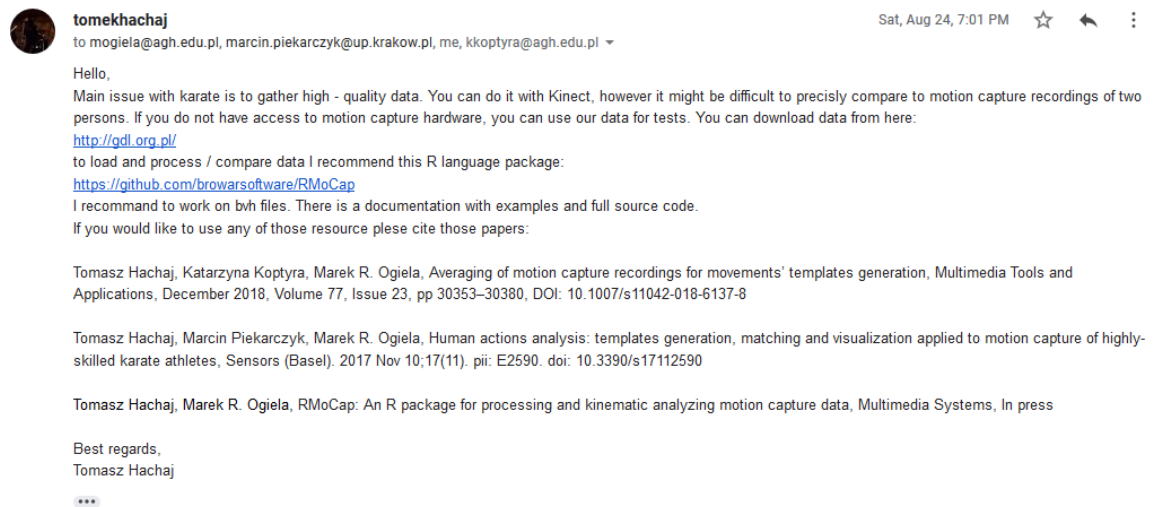 tomekhachaj
Sat, Aug 24, 7:01 PM
to mogiela@agh.edu.pl, marcin.piekarczyk@up.krakow.pl, me, kkoptyra@agh.edu.pl
Hello,
Main issue with karate is to gather high - quality data. You can do it with Kinect, however it might be difficult to precisly compare to motion capture recordings of two
persons. If you do not have access to motion capture hardware, you can use our data for tests. You can download data from here:
http://gdl.org.pl/
to load and process / compare data I recommend this R language package:
https://github.com/browarsoftware/RMoCap
I recommand to work on bvh files. There is a documentation with examples and full source code.
If you would like to use any of those resource plese cite those papers:
Tomasz Hachaj, Katarzyna Koptyra, Marek R. Ogiela, Averaging of motion capture recordings for movements' templates generation, Multimedia Tools and
Applications, December 2018, Volume 77, Issue 23, pp 30353–30380, DOI: 10.1007/s11042-018-6137-8
Tomasz Hachaj, Marcin Piekarczyk, Marek R. Ogiela, Human actions analysis: templates generation, matching and visualization applied to motion capture of highly-
skilled karate athletes, Sensors (Basel). 2017 Nov 10;17(11). pii: E2590. doi: 10.3390/s17112590
Tomasz Hachaj, Marek R. Ogiela, RMoCap: An R package for processing and kinematic analyzing motion capture data, Multimedia Systems, In press
Best regards,
Tomasz Hachaj